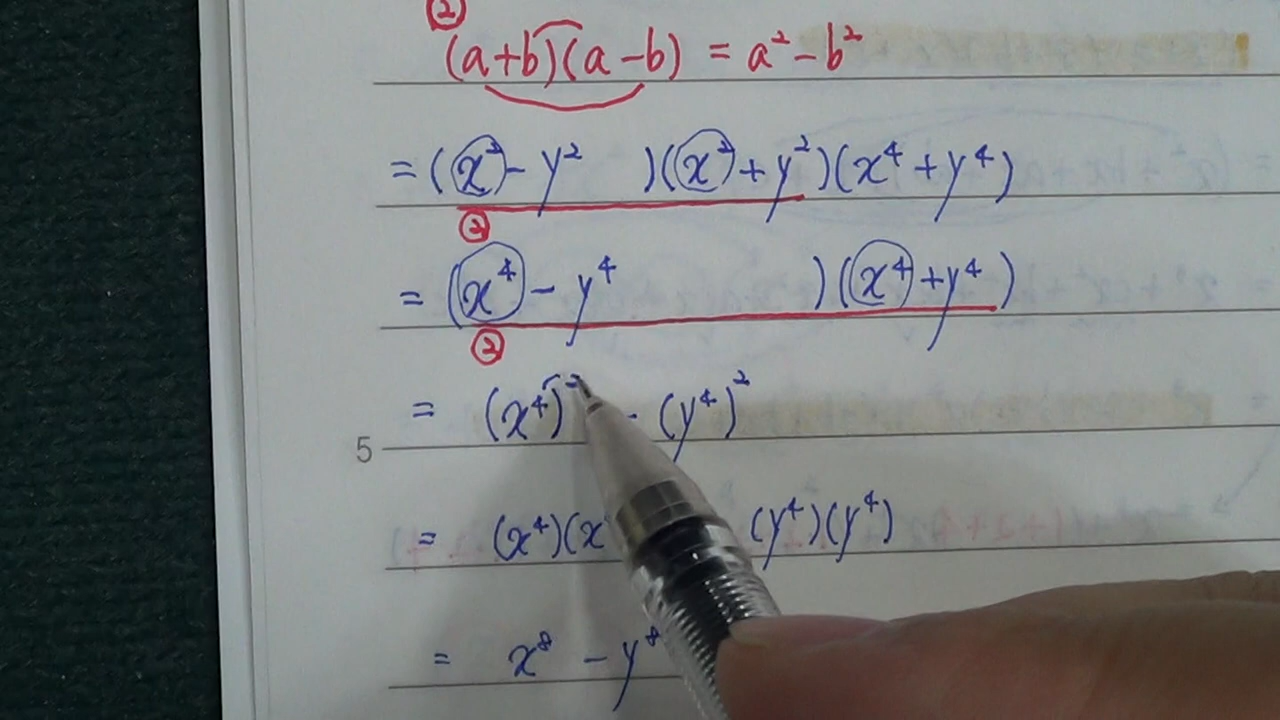 ②
(a+b)(a-b) = a²-b²
= (x²- y² )(x²+y²)(x⁴+y⁴)
②
= (x⁴ - y⁴ )(x⁴+y⁴)
②
= (x⁴)² - (y⁴)²
5
= (x⁴)(x (y⁴)(y⁴)
= x⁸ - y⁸